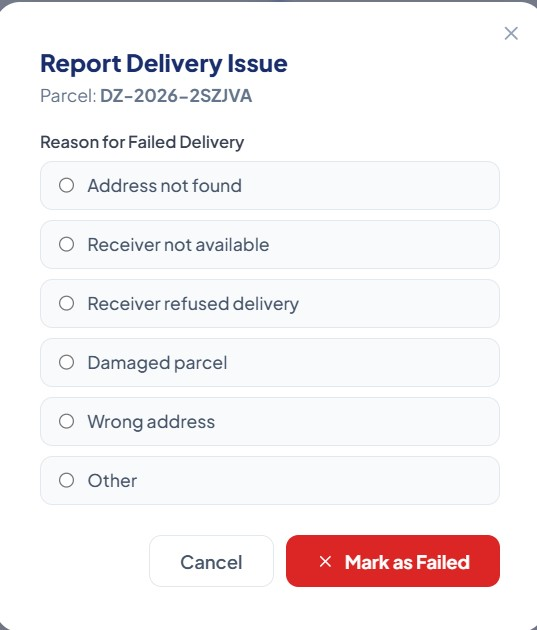 Report Delivery Issue
Parcel: DZ-2026-2SZJVA
Reason for Failed Delivery
Address not found
Receiver not available
Receiver refused delivery
Damaged parcel
Wrong address
Other
Cancel
Mark as Failed